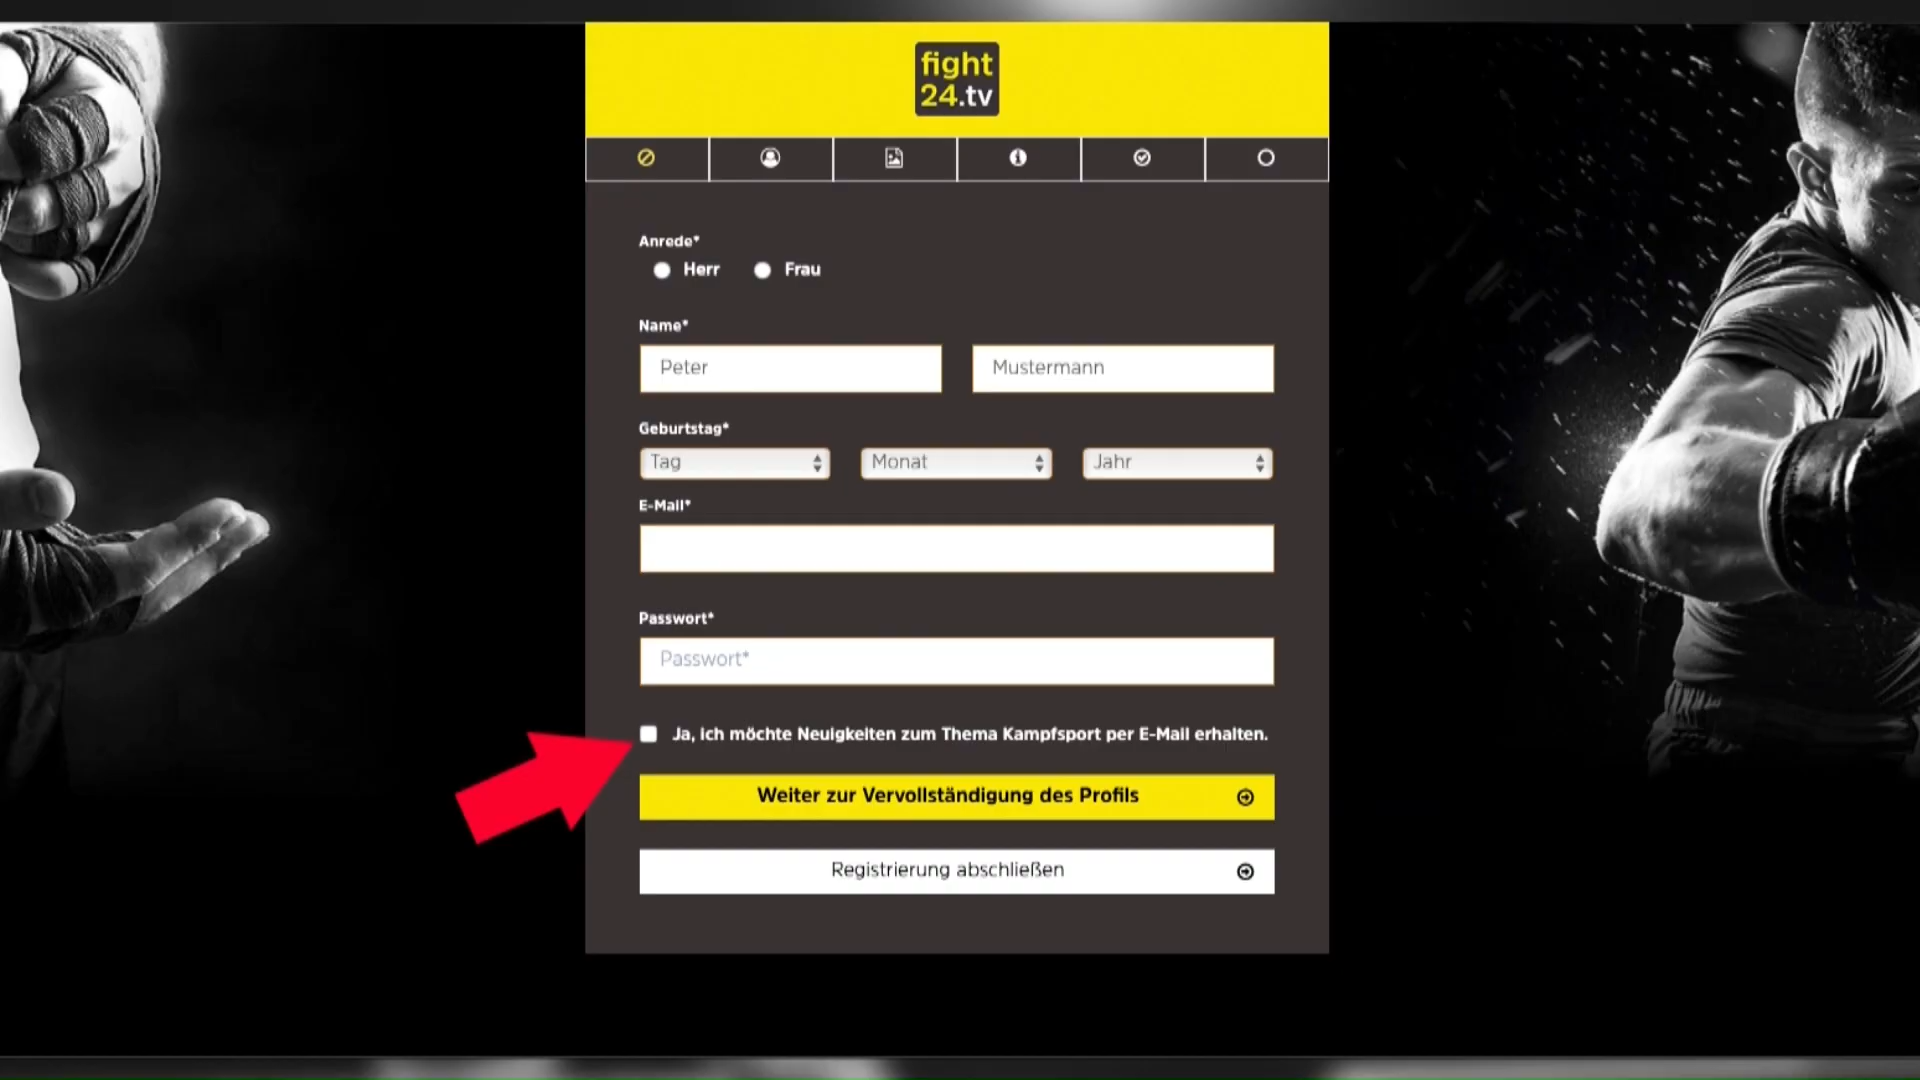 fight
24.tv
Anrede*
Herr Frau
Name*
Peter Mustermann
Geburtstag*
Tag Monat Jahr
E-Mail*
Passwort*
Passwort*
Ja, ich möchte Neuigkeiten zum Thema Kampfsport per E-Mail erhalten.
Weiter zur Vervollständigung des Profils
Registrierung abschließen